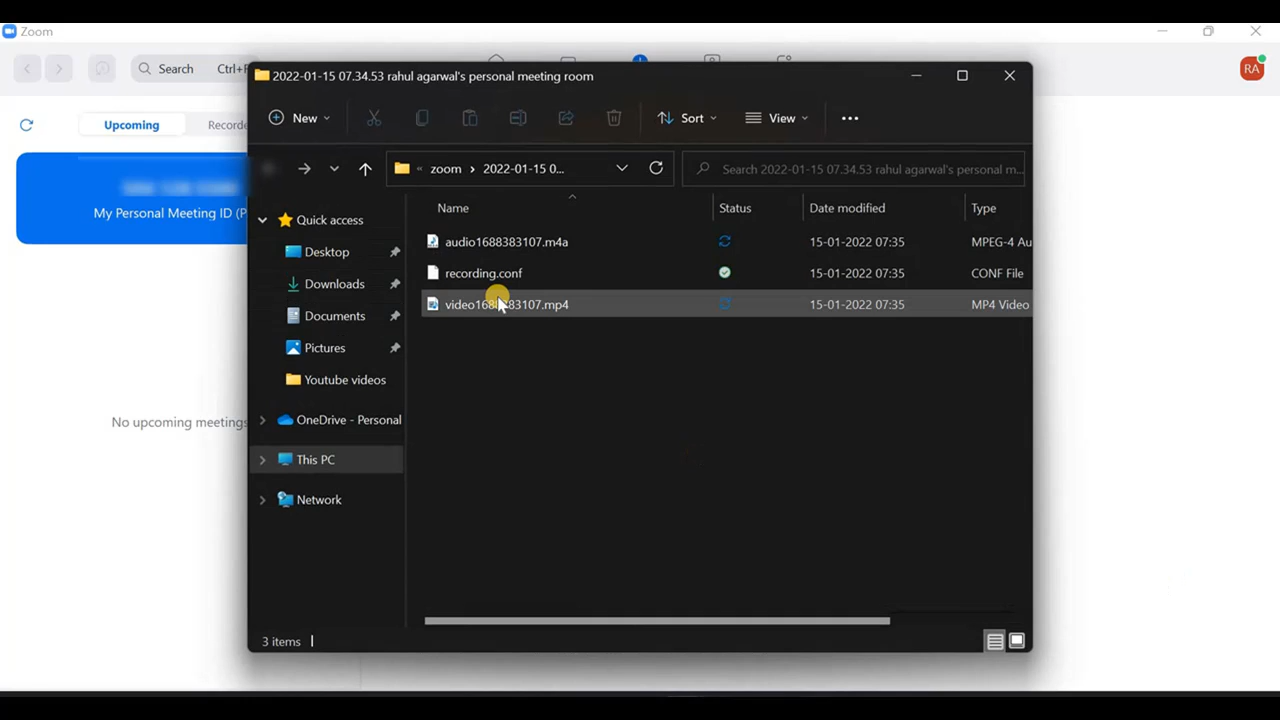 Zoom
Search Ctrl+F
RA
2022-01-15 07.34.53 rahul agarwal's personal meeting room
New
Sort
View
Upcoming
Recorde
« zoom › 2022-01-15 0...
Search 2022-01-15 07.34.53 rahul agarwal's personal m...
My Personal Meeting ID (P
Name Status Date modified Type
Quick access
Desktop
Downloads
Documents
Pictures
Youtube videos
OneDrive - Personal
This PC
Network
audio1688383107.m4a 15-01-2022 07:35 MPEG-4 Au
recording.conf 15-01-2022 07:35 CONF File
video1688383107.mp4 15-01-2022 07:35 MP4 Video
No upcoming meetings
3 items